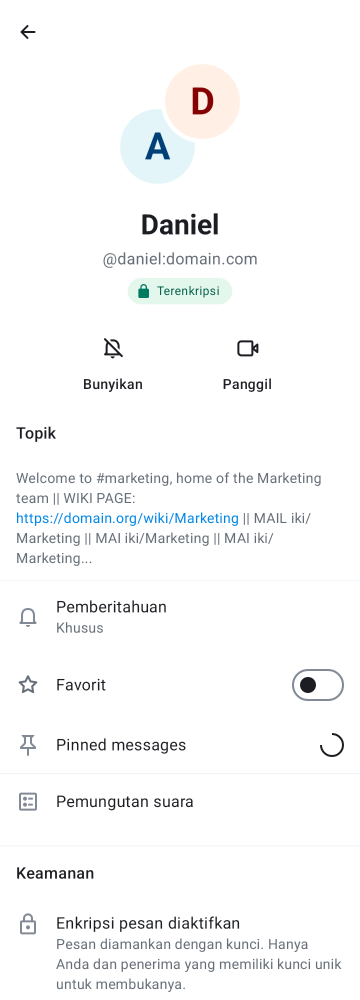 D
A
Daniel
@daniel:domain.com
Terenkripsi
Bunyikan
Panggil
Topik
Welcome to #marketing, home of the Marketing
team || WIKI PAGE:
https://domain.org/wiki/Marketing || MAIL iki/
Marketing || MAI iki/Marketing || MAI iki/
Marketing...
Pemberitahuan
Khusus
Favorit
Pinned messages
Pemungutan suara
Keamanan
Enkripsi pesan diaktifkan
Pesan diamankan dengan kunci. Hanya
Anda dan penerima yang memiliki kunci unik
untuk membukanya.